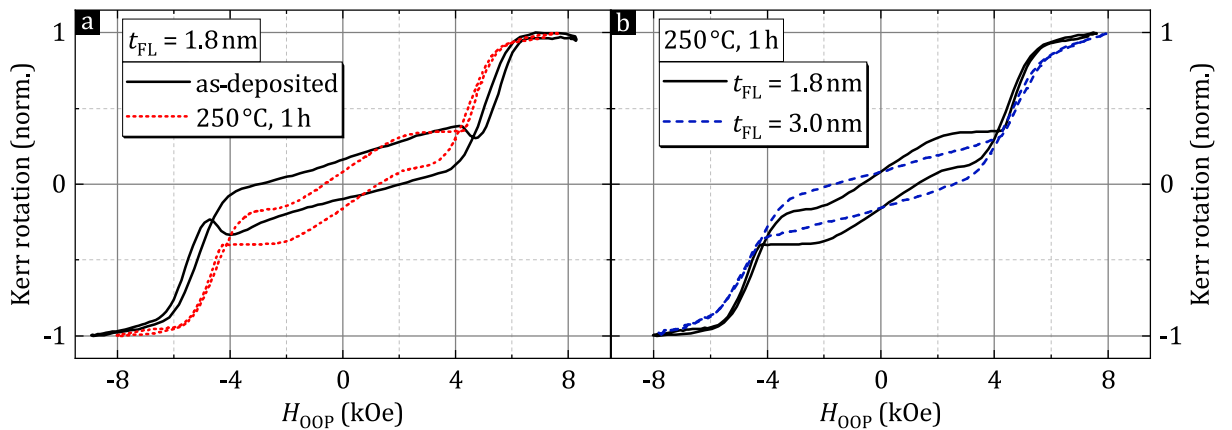 a
t_FL = 1.8 nm
as-deposited
250°C, 1h
Kerr rotation (norm.)
1
0
-1
-8 -4 0 4 8
H_OOP (kOe)
b
250°C, 1h
t_FL = 1.8 nm
t_FL = 3.0 nm
1
0
-1
Kerr rotation (norm.)
-8 -4 0 4 8
H_OOP (kOe)